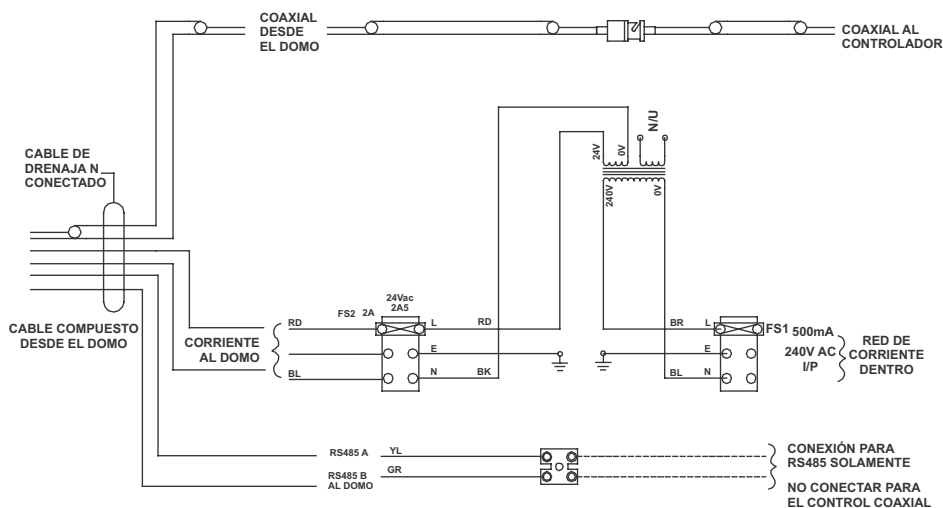 COAXIAL
DESDE
EL DOMO
COAXIAL AL
CONTROLADOR
CABLE DE
DRENAJA N
CONECTADO
24V
0V
N/U
240V
0V
CABLE COMPUESTO
DESDE EL DOMO
CORRIENTE
AL DOMO
RD
BL
FS2 2A
24Vac
2A5
L
E
N
RD
BK
BR
BL
L
E
N
FS1 500mA
240V AC
I/P
RED DE
CORRIENTE
DENTRO
RS485 A
YL
RS485 B
AL DOMO
GR
CONEXIÓN PARA
RS485 SOLAMENTE
NO CONECTAR PARA
EL CONTROL COAXIAL